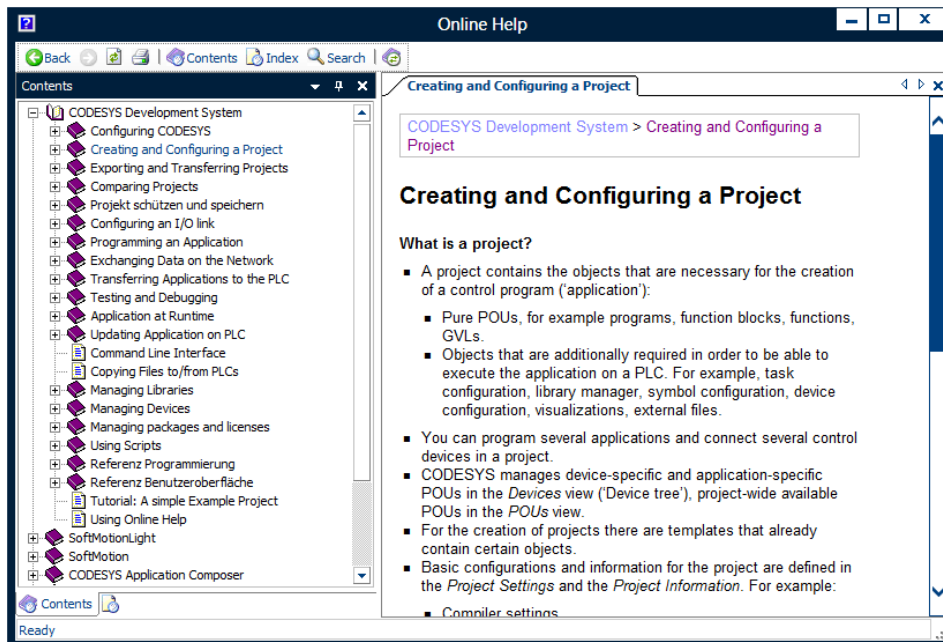 Online Help
Back Contents Index Search
Contents
CODESYS Development System
Configuring CODESYS
Creating and Configuring a Project
Exporting and Transferring Projects
Comparing Projects
Projekt schützen und speichern
Configuring an I/O link
Programming an Application
Exchanging Data on the Network
Transferring Applications to the PLC
Testing and Debugging
Application at Runtime
Updating Application on PLC
Command Line Interface
Copying Files to/from PLCs
Managing Libraries
Managing Devices
Managing packages and licenses
Using Scripts
Referenz Programmierung
Referenz Benutzeroberfläche
Tutorial: A simple Example Project
Using Online Help
SoftMotionLight
SoftMotion
CODESYS Application Composer
Contents
Creating and Configuring a Project
CODESYS Development System > Creating and Configuring a
Project
Creating and Configuring a Project
What is a project?
A project contains the objects that are necessary for the creation
of a control program ('application'):
Pure POUs, for example programs, function blocks, functions,
GVLs.
Objects that are additionally required in order to be able to
execute the application on a PLC. For example, task
configuration, library manager, symbol configuration, device
configuration, visualizations, external files.
You can program several applications and connect several control
devices in a project.
CODESYS manages device-specific and application-specific
POUs in the Devices view ('Device tree'), project-wide available
POUs in the POUs view.
For the creation of projects there are templates that already
contain certain objects.
Basic configurations and information for the project are defined in
the Project Settings and the Project Information. For example:
Compiler settings
Ready